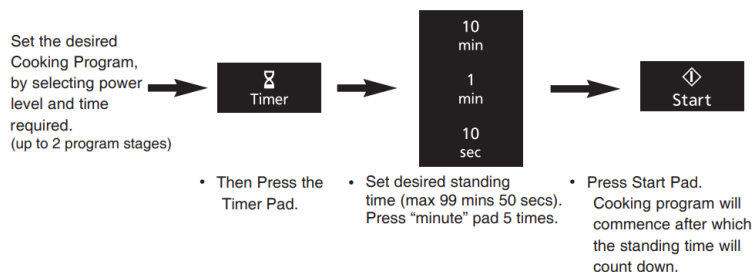 Set the desired
Cooking Program,
by selecting power
level and time
required.
(up to 2 program stages)
Timer
10
min
1
min
10
sec
Start
• Then Press the
Timer Pad.
• Set desired standing
time (max 99 mins 50 secs).
Press “minute” pad 5 times.
• Press Start Pad.
Cooking program will
commence after which
the standing time will
count down.